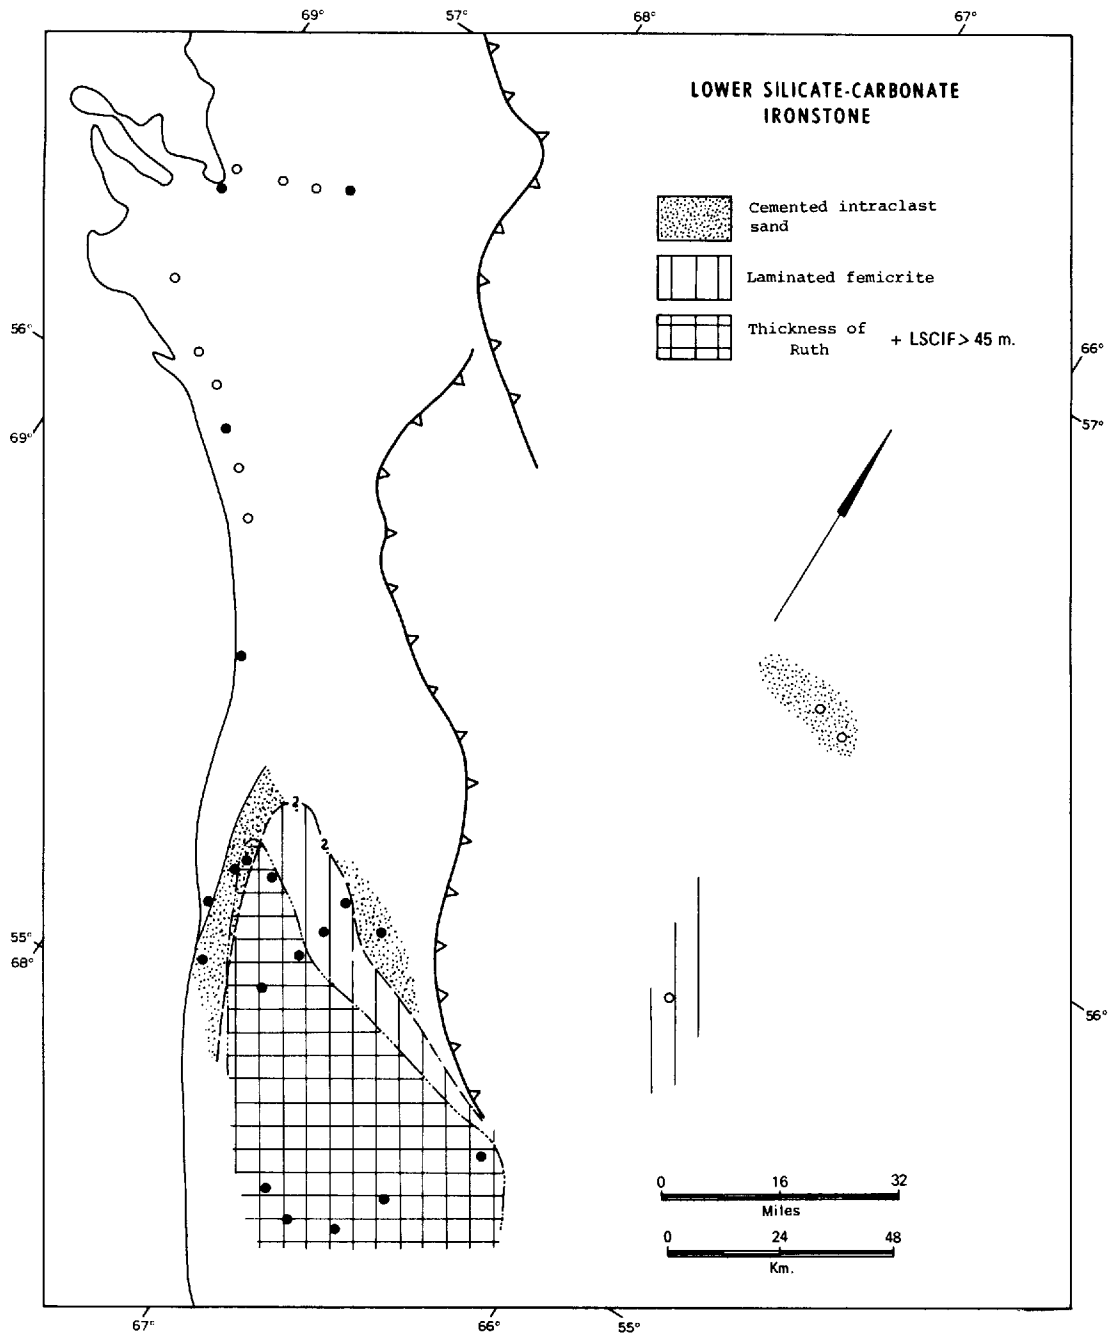 69° 57° 68° 67°
LOWER SILICATE-CARBONATE
IRONSTONE
Cemented intraclast
sand
Laminated femicrite
Thickness of
Ruth
+ LSCIF > 45 m.
56°
66°
69°
57°
?
?
55°
68°
56°
0 16 32
Miles
0 24 48
Km.
67° 66° 55°